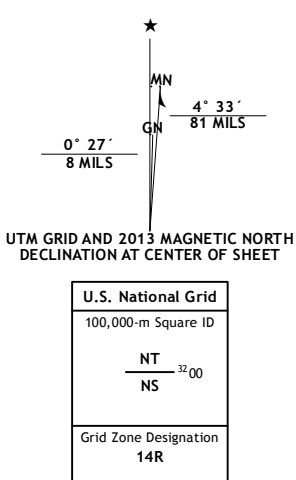 ★
MN
4° 33´
81 MILS
GN
0° 27´
8 MILS
UTM GRID AND 2013 MAGNETIC NORTH
DECLINATION AT CENTER OF SHEET
U.S. National Grid
100,000-m Square ID
NT
³²00
NS
Grid Zone Designation
14R